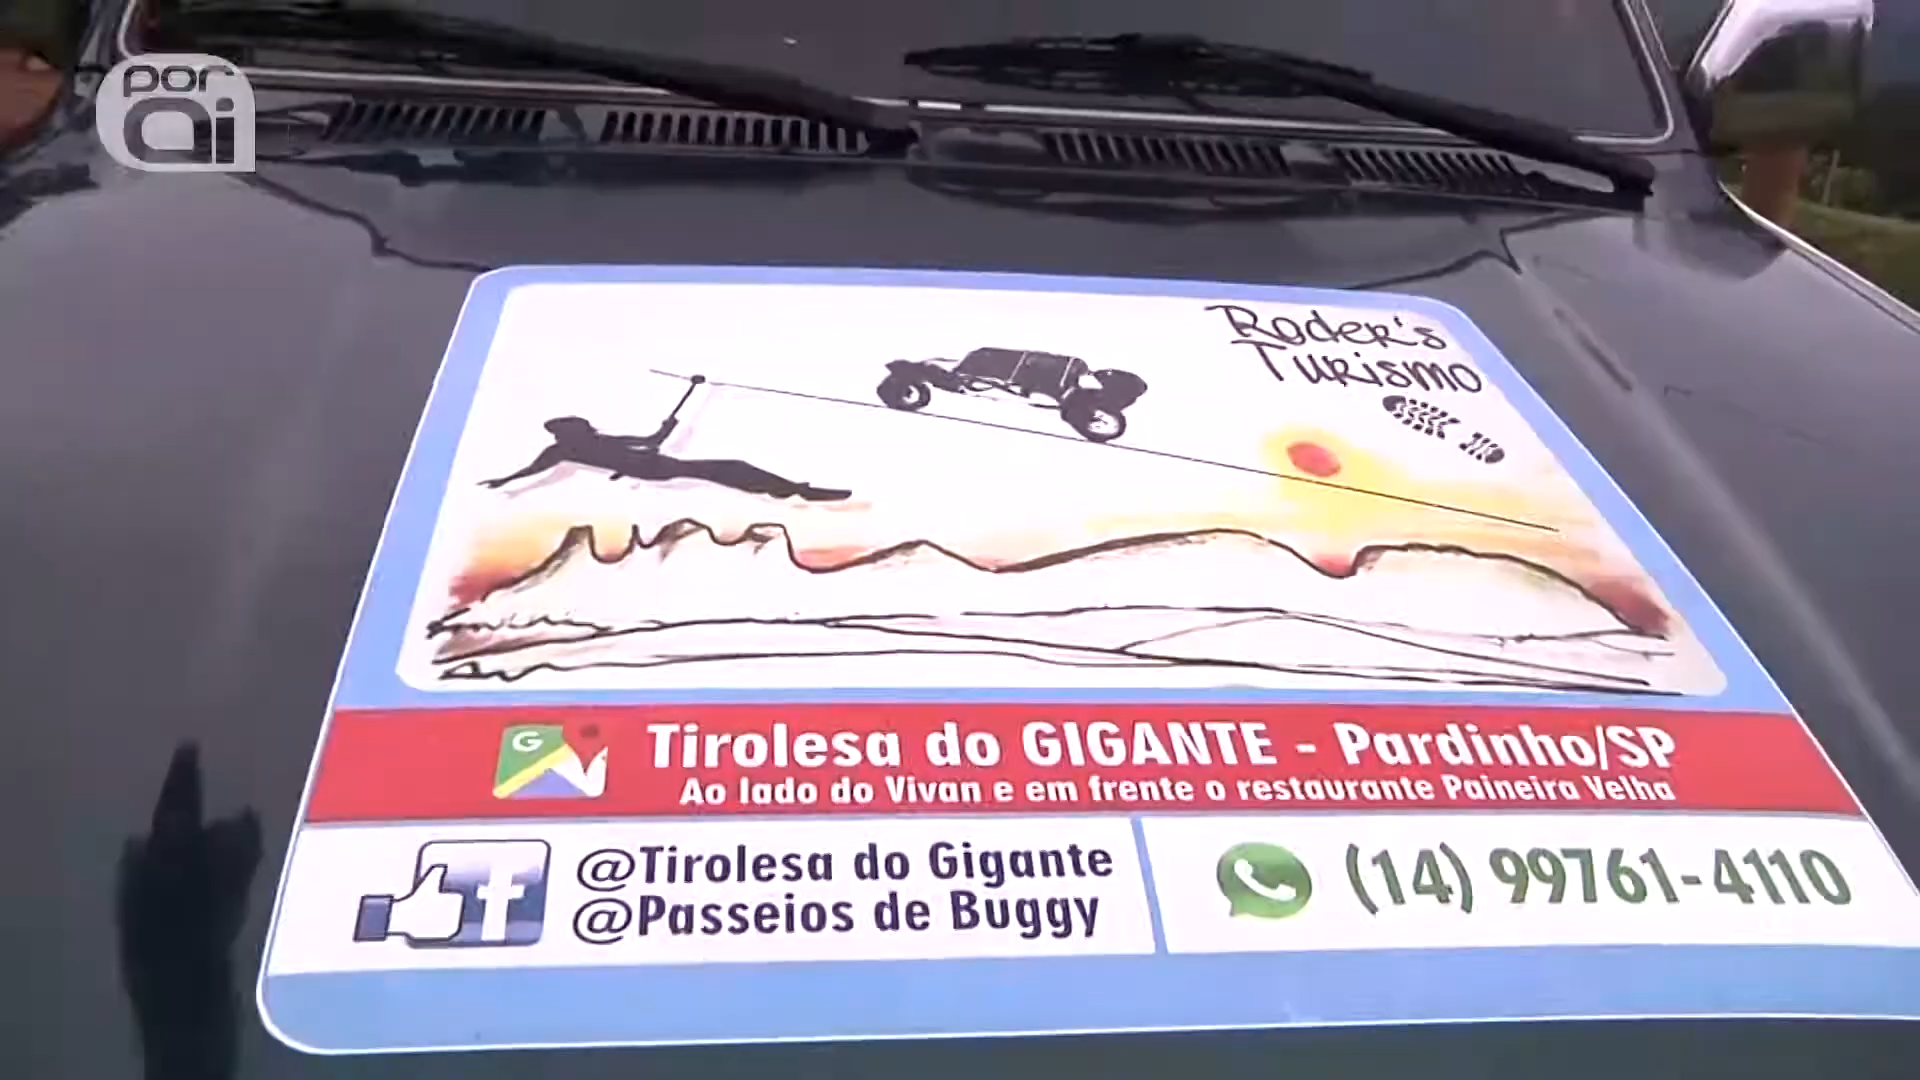 por
aí
Roder's
Turismo
G
Tirolesa do GIGANTE - Pardinho/SP
Ao lado do Vivan e em frente o restaurante Paineira Velha
f
@Tirolesa do Gigante
@Passeios de Buggy
(14) 99761-4110